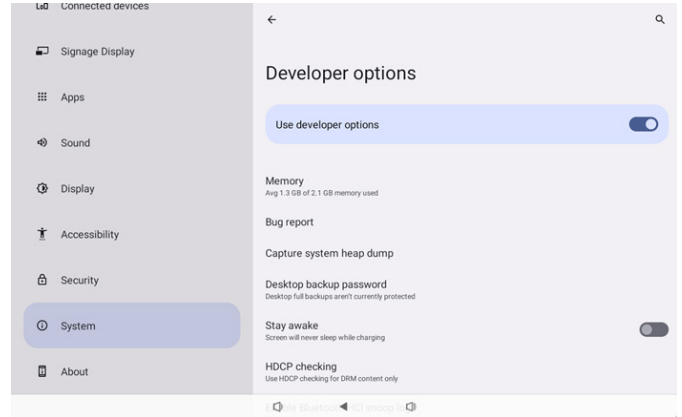 Connected devices
Signage Display
Apps
Sound
Display
Accessibility
Security
System
About
Developer options
Use developer options
Memory
Avg 1.3 GB of 2.1 GB memory used
Bug report
Capture system heap dump
Desktop backup password
Desktop full backups aren't currently protected
Stay awake
Screen will never sleep while charging
HDCP checking
Use HDCP checking for DRM content only
Bluetooth HCI snoop